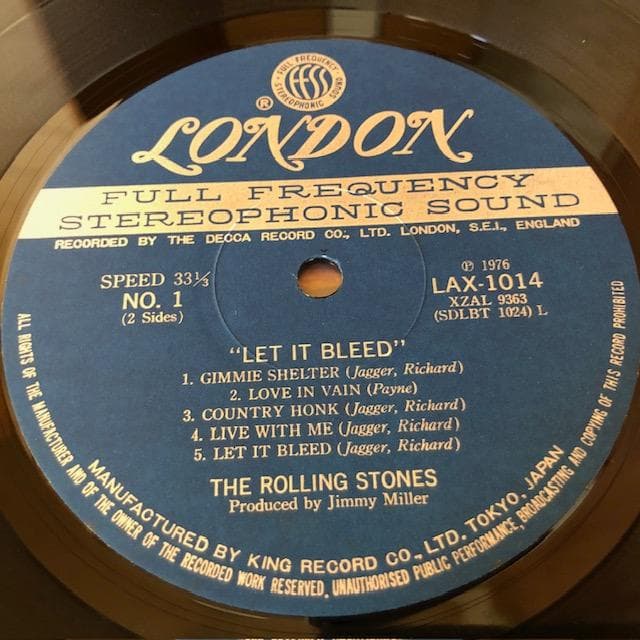 FULL FREQUENCY
FFSS
STEREOPHONIC SOUND
®
LONDON
FULL FREQUENCY
STEREOPHONIC SOUND
RECORDED BY THE DECCA RECORD CO., LTD. LONDON, S.E.I., ENGLAND
SPEED 33⅓
NO. 1
(2 Sides)
Ⓟ 1976
LAX-1014
XZAL 9363
(SDLBT 1024) L
"LET IT BLEED"
1. GIMMIE SHELTER (Jagger, Richard)
2. LOVE IN VAIN (Payne)
3. COUNTRY HONK (Jagger, Richard)
4. LIVE WITH ME (Jagger, Richard)
5. LET IT BLEED (Jagger, Richard)
THE ROLLING STONES
Produced by Jimmy Miller
MANUFACTURED BY KING RECORD CO., LTD. TOKYO, JAPAN
ALL RIGHTS OF THE MANUFACTURER AND OF THE OWNER OF THE RECORDED WORK RESERVED. UNAUTHORISED PUBLIC PERFORMANCE, BROADCASTING AND COPYING OF THIS RECORD PROHIBITED